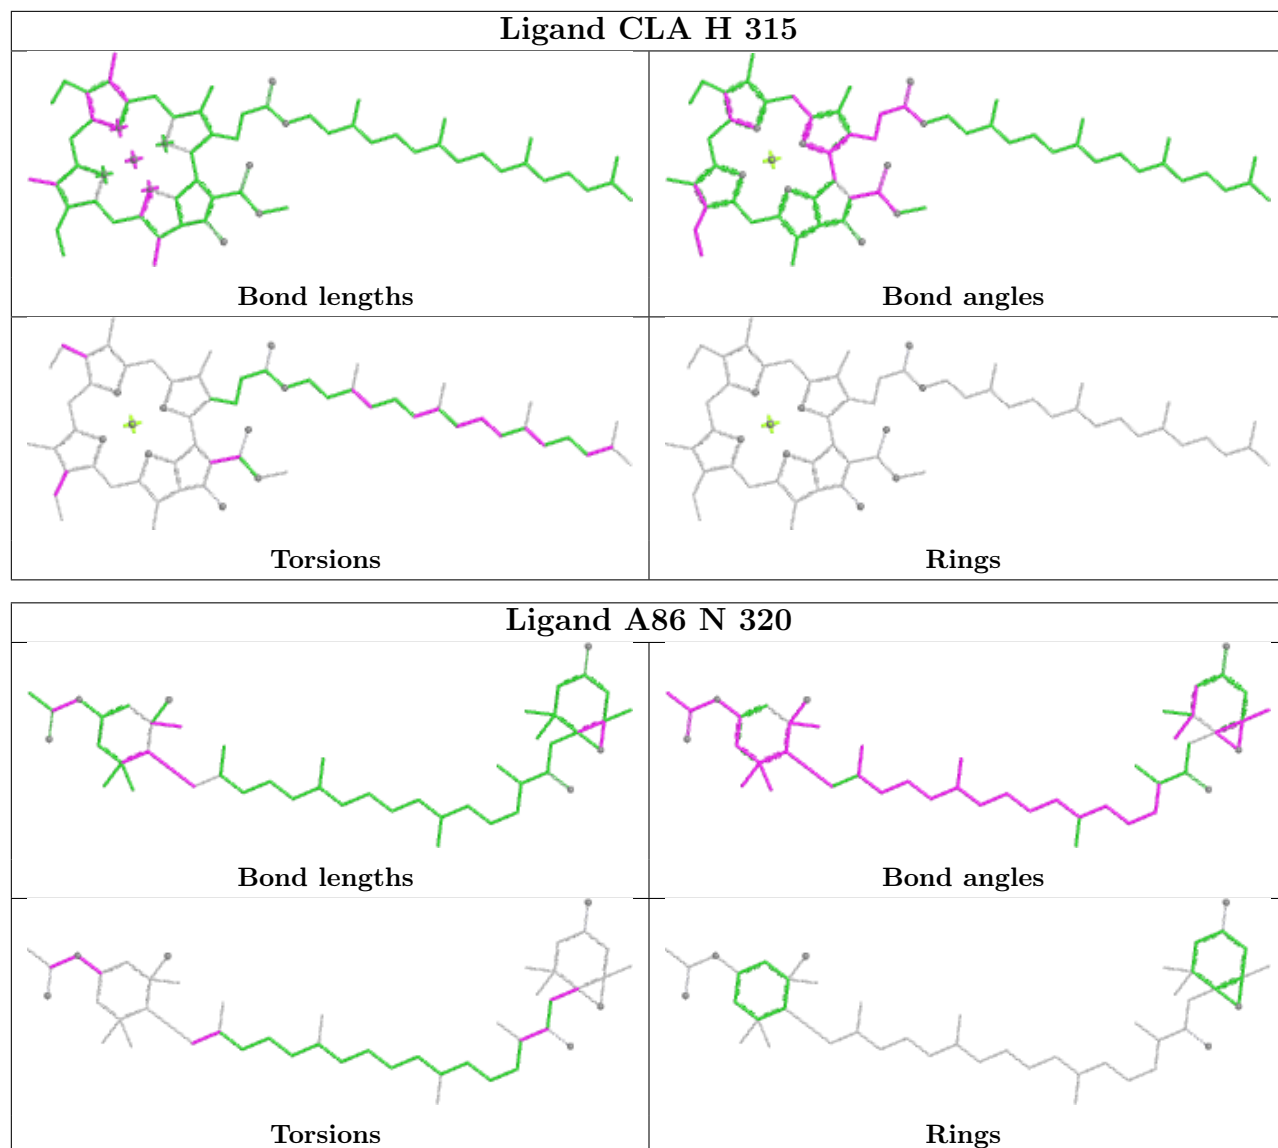 Ligand CLA H 315
Bond lengths
Bond angles
Torsions
Rings
Ligand A86 N 320
Bond lengths
Bond angles
Torsions
Rings